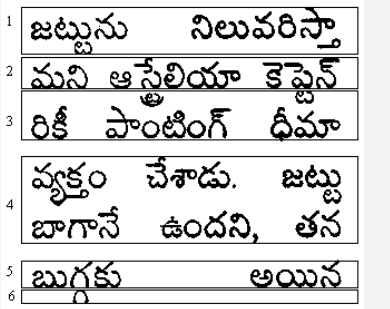 1 జట్టును నిలువరిస్తా
2 మని ఆస్ట్రేలియా కెప్టెన్
3 రికీ పాంటింగ్ ధీమా
4 వ్యక్తం చేశాడు. జట్టు
బాగానే ఉందని, తన
5 బుగ్గకు అయిన
6